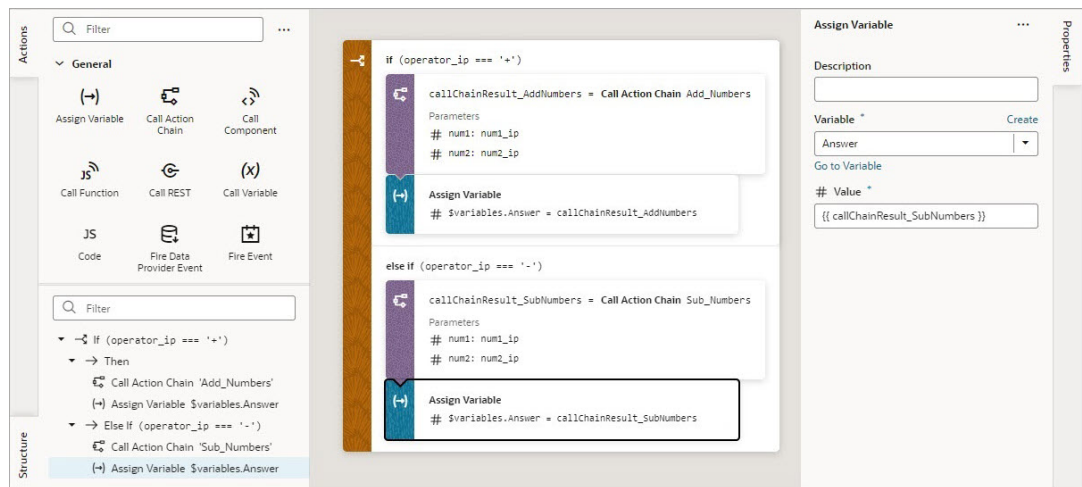 Actions
Filter
...
General
(→)
Assign Variable
Call Action
Chain
Call
Component
JS
Call Function
Call REST
(x)
Call Variable
JS
Code
Fire Data
Provider Event
Fire Event
Structure
Filter
If (operator_ip === '+')
→ Then
Call Action Chain 'Add_Numbers'
(→) Assign Variable $variables.Answer
→ Else If (operator_ip === '-')
Call Action Chain 'Sub_Numbers'
(→) Assign Variable $variables.Answer
if (operator_ip === '+')
callChainResult_AddNumbers = Call Action Chain Add_Numbers
Parameters
# num1: num1_ip
# num2: num2_ip
(→) Assign Variable
# $variables.Answer = callChainResult_AddNumbers
else if (operator_ip === '-')
callChainResult_SubNumbers = Call Action Chain Sub_Numbers
Parameters
# num1: num1_ip
# num2: num2_ip
(→) Assign Variable
# $variables.Answer = callChainResult_SubNumbers
Assign Variable ...
Properties
Description
Variable * Create
Answer
Go to Variable
# Value *
{{ callChainResult_SubNumbers }}